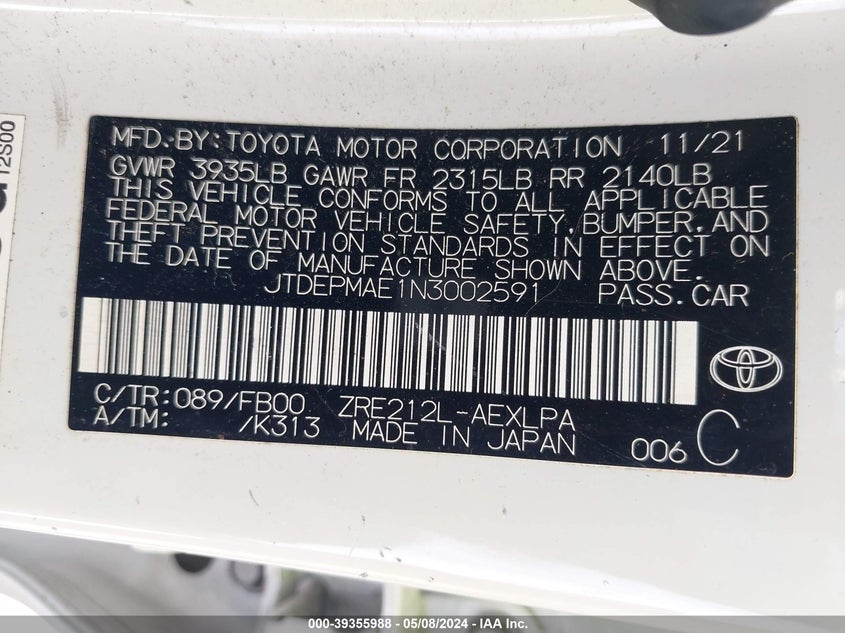 12S00
MFD.BY:TOYOTA MOTOR CORPORATION 11/21
GVWR 3935LB GAWR FR 2315LB RR 2140LB
THIS VEHICLE CONFORMS TO ALL APPLICABLE
FEDERAL MOTOR VEHICLE SAFETY,BUMPER,AND
THEFT PREVENTION STANDARDS IN EFFECT ON
THE DATE OF MANUFACTURE SHOWN ABOVE.
JTDEPMAE1N3002591 PASS.CAR
C/TR:089/FB00 ZRE212L-AEXLPA
A/TM: /K313 MADE IN JAPAN 006 C
000-39355988 - 05/08/2024 - IAA Inc.